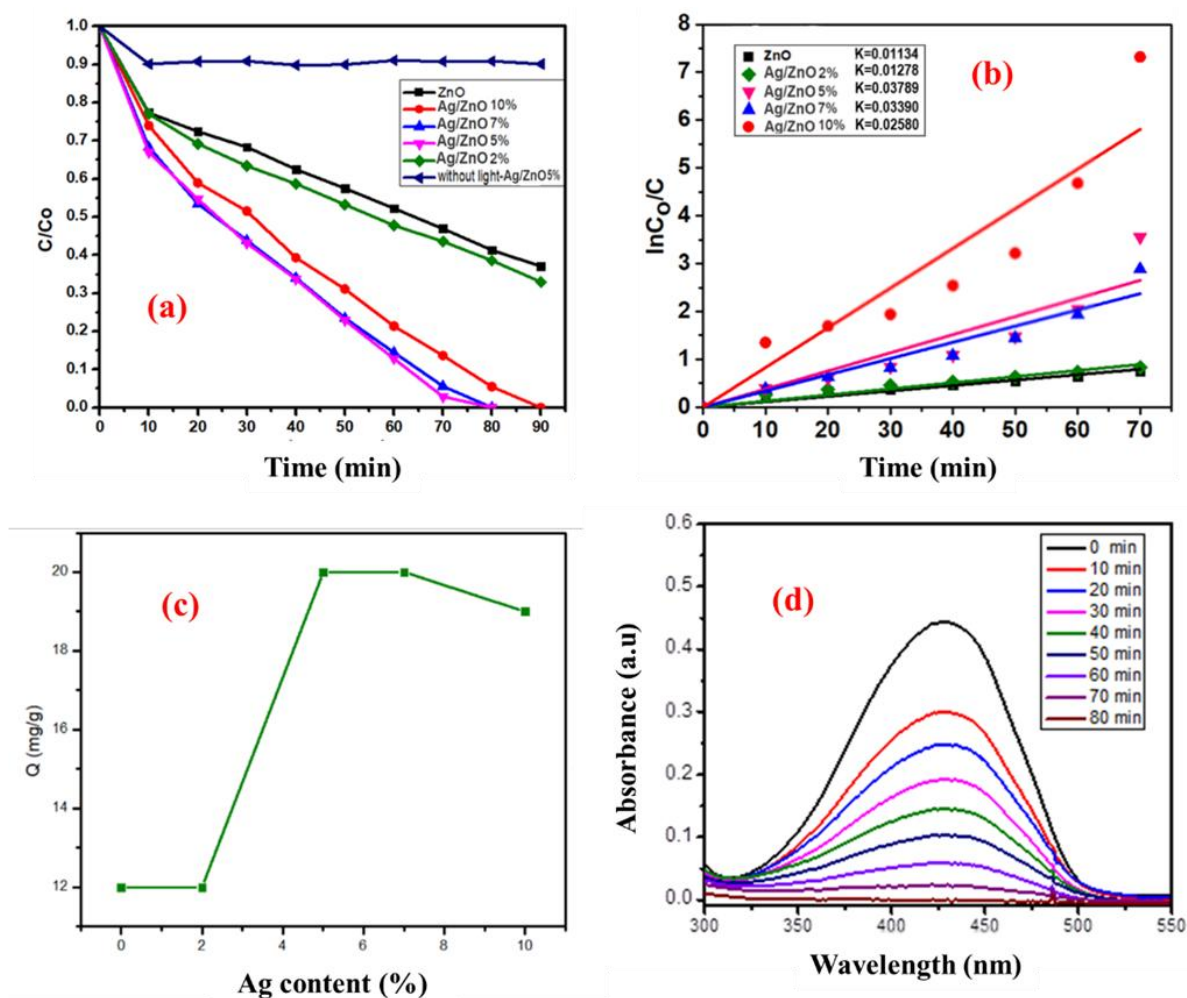 1.0
0.9
0.8
0.7
0.6
0.5
0.4
0.3
0.2
0.1
0.0
C/Co
ZnO
Ag/ZnO 10%
Ag/ZnO 7%
Ag/ZnO 5%
Ag/ZnO 2%
without light-Ag/ZnO5%
(a)
0 10 20 30 40 50 60 70 80 90
Time (min)
8
7
6
5
4
3
2
1
0
lnCO/C
ZnO K=0.01134
Ag/ZnO 2% K=0.01278
Ag/ZnO 5% K=0.03789
Ag/ZnO 7% K=0.03390
Ag/ZnO 10% K=0.02580
(b)
0 10 20 30 40 50 60 70
Time (min)
20
18
16
14
12
Q (mg/g)
(c)
0 2 4 6 8 10
Ag content (%)
0.6
0.5
0.4
0.3
0.2
0.1
0.0
Absorbance (a.u)
(d)
0 min
10 min
20 min
30 min
40 min
50 min
60 min
70 min
80 min
300 350 400 450 500 550
Wavelength (nm)